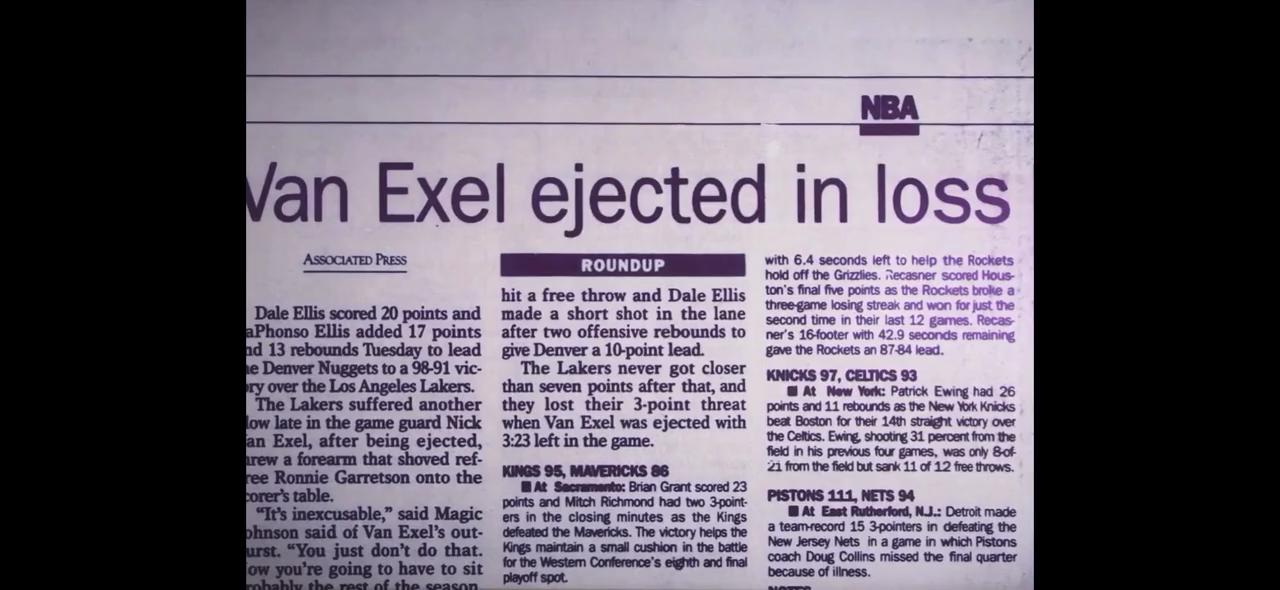 NBA
Van Exel ejected in loss
ASSOCIATED PRESS
Dale Ellis scored 20 points and
aPhonso Ellis added 17 points
nd 13 rebounds Tuesday to lead
e Denver Nuggets to a 98-91 vic-
ry over the Los Angeles Lakers.
The Lakers suffered another
low late in the game guard Nick
an Exel, after being ejected,
rew a forearm that shoved ref-
ree Ronnie Garretson onto the
corer's table.
"It's inexcusable," said Magic
ohnson said of Van Exel's out-
urst. "You just don't do that.
ow you're going to have to sit
robably the rest of the season
ROUNDUP
hit a free throw and Dale Ellis
made a short shot in the lane
after two offensive rebounds to
give Denver a 10-point lead.
The Lakers never got closer
than seven points after that, and
they lost their 3-point threat
when Van Exel was ejected with
3:23 left in the game.
KINGS 95, MAVERICKS 86
■ At Sacramento: Brian Grant scored 23
points and Mitch Richmond had two 3-point-
ers in the closing minutes as the Kings
defeated the Mavericks. The victory helps the
Kings maintain a small cushion in the battle
for the Western Conference's eighth and final
playoff spot.
with 6.4 seconds left to help the Rockets
hold off the Grizzlies. Recasner scored Hous-
ton's final five points as the Rockets broke a
three-game losing streak and won for just the
second time in their last 12 games. Recas-
ner's 16-footer with 42.9 seconds remaining
gave the Rockets an 87-84 lead.
KNICKS 97, CELTICS 93
■ At New York: Patrick Ewing had 26
points and 11 rebounds as the New York Knicks
beat Boston for their 14th straight victory over
the Celtics. Ewing, shooting 31 percent from the
field in his previous four games, was only 8-of-
21 from the field but sank 11 of 12 free throws.
PISTONS 111, NETS 94
■ At East Rutherford, N.J.: Detroit made
a team-record 15 3-pointers in defeating the
New Jersey Nets in a game in which Pistons
coach Doug Collins missed the final quarter
because of illness.
NOTES